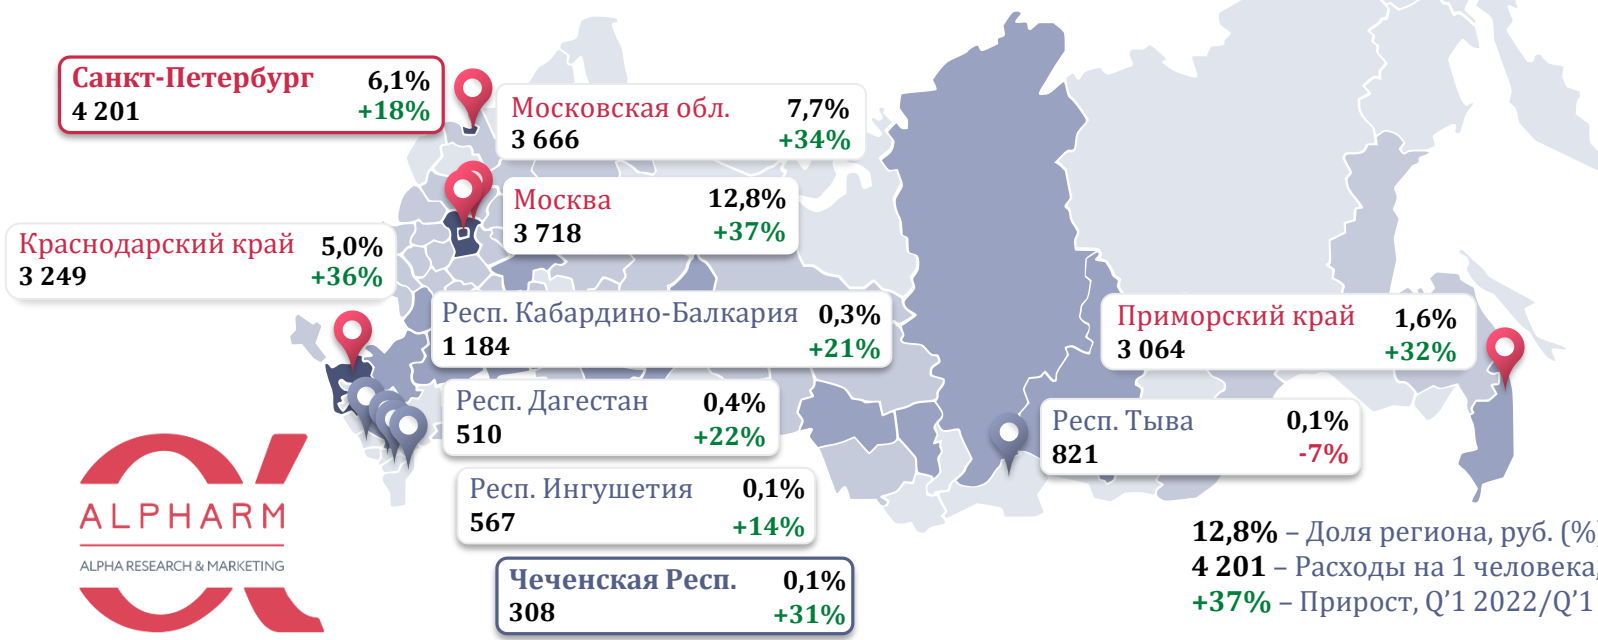 Санкт-Петербург 6,1%
4 201 +18%
Московская обл. 7,7%
3 666 +34%
Москва 12,8%
3 718 +37%
Краснодарский край 5,0%
3 249 +36%
Респ. Кабардино-Балкария 0,3%
1 184 +21%
Приморский край 1,6%
3 064 +32%
Респ. Дагестан 0,4%
510 +22%
Респ. Тыва 0,1%
821 -7%
Респ. Ингушетия 0,1%
567 +14%
Чеченская Респ. 0,1%
308 +31%
ALPHARM
ALPHA RESEARCH & MARKETING
12,8% – Доля региона, руб. (%)
4 201 – Расходы на 1 человека,
+37% – Прирост, Q’1 2022/Q’1